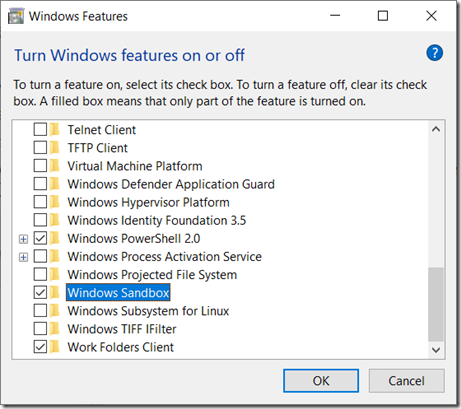 Windows Features
Turn Windows features on or off
?
To turn a feature on, select its check box. To turn a feature off, clear its check
box. A filled box means that only part of the feature is turned on.
Telnet Client
TFTP Client
Virtual Machine Platform
Windows Defender Application Guard
Windows Hypervisor Platform
Windows Identity Foundation 3.5
Windows PowerShell 2.0
Windows Process Activation Service
Windows Projected File System
Windows Sandbox
Windows Subsystem for Linux
Windows TIFF IFilter
Work Folders Client
OK
Cancel